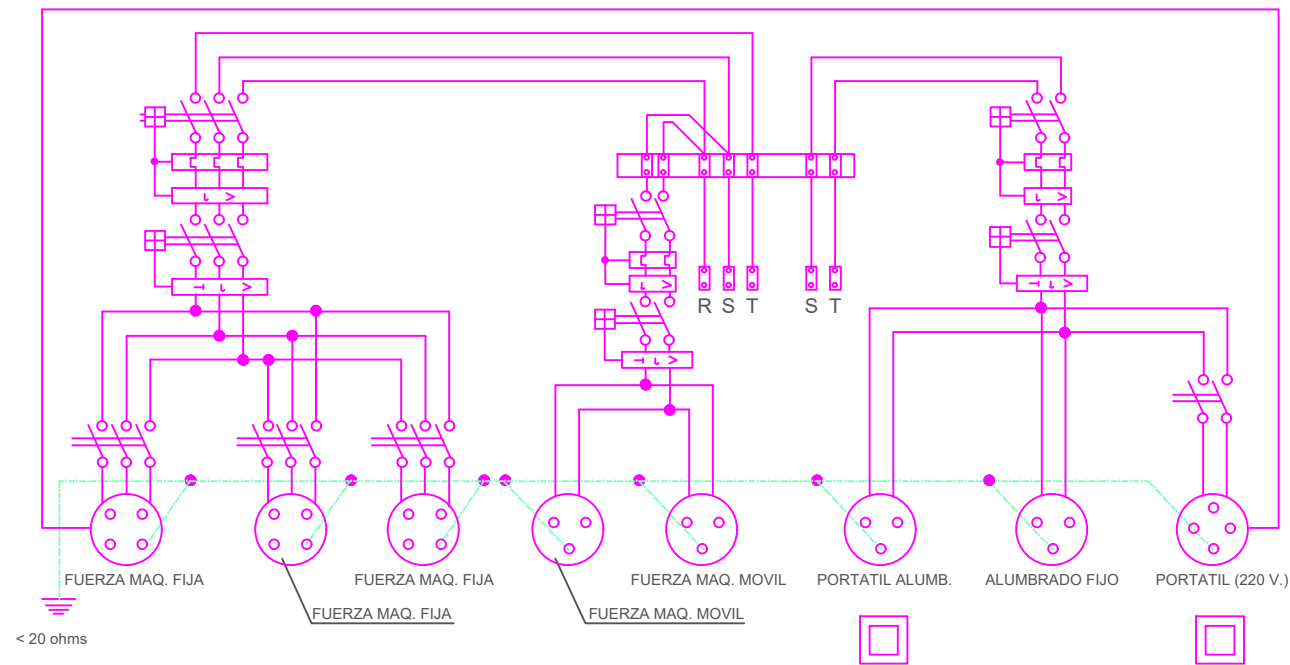 R S T S T
FUERZA MAQ. FIJA
FUERZA MAQ. FIJA
FUERZA MAQ. MOVIL
PORTATIL ALUMB.
ALUMBRADO FIJO
PORTATIL (220 V.)
FUERZA MAQ. FIJA
FUERZA MAQ. MOVIL
< 20 ohms